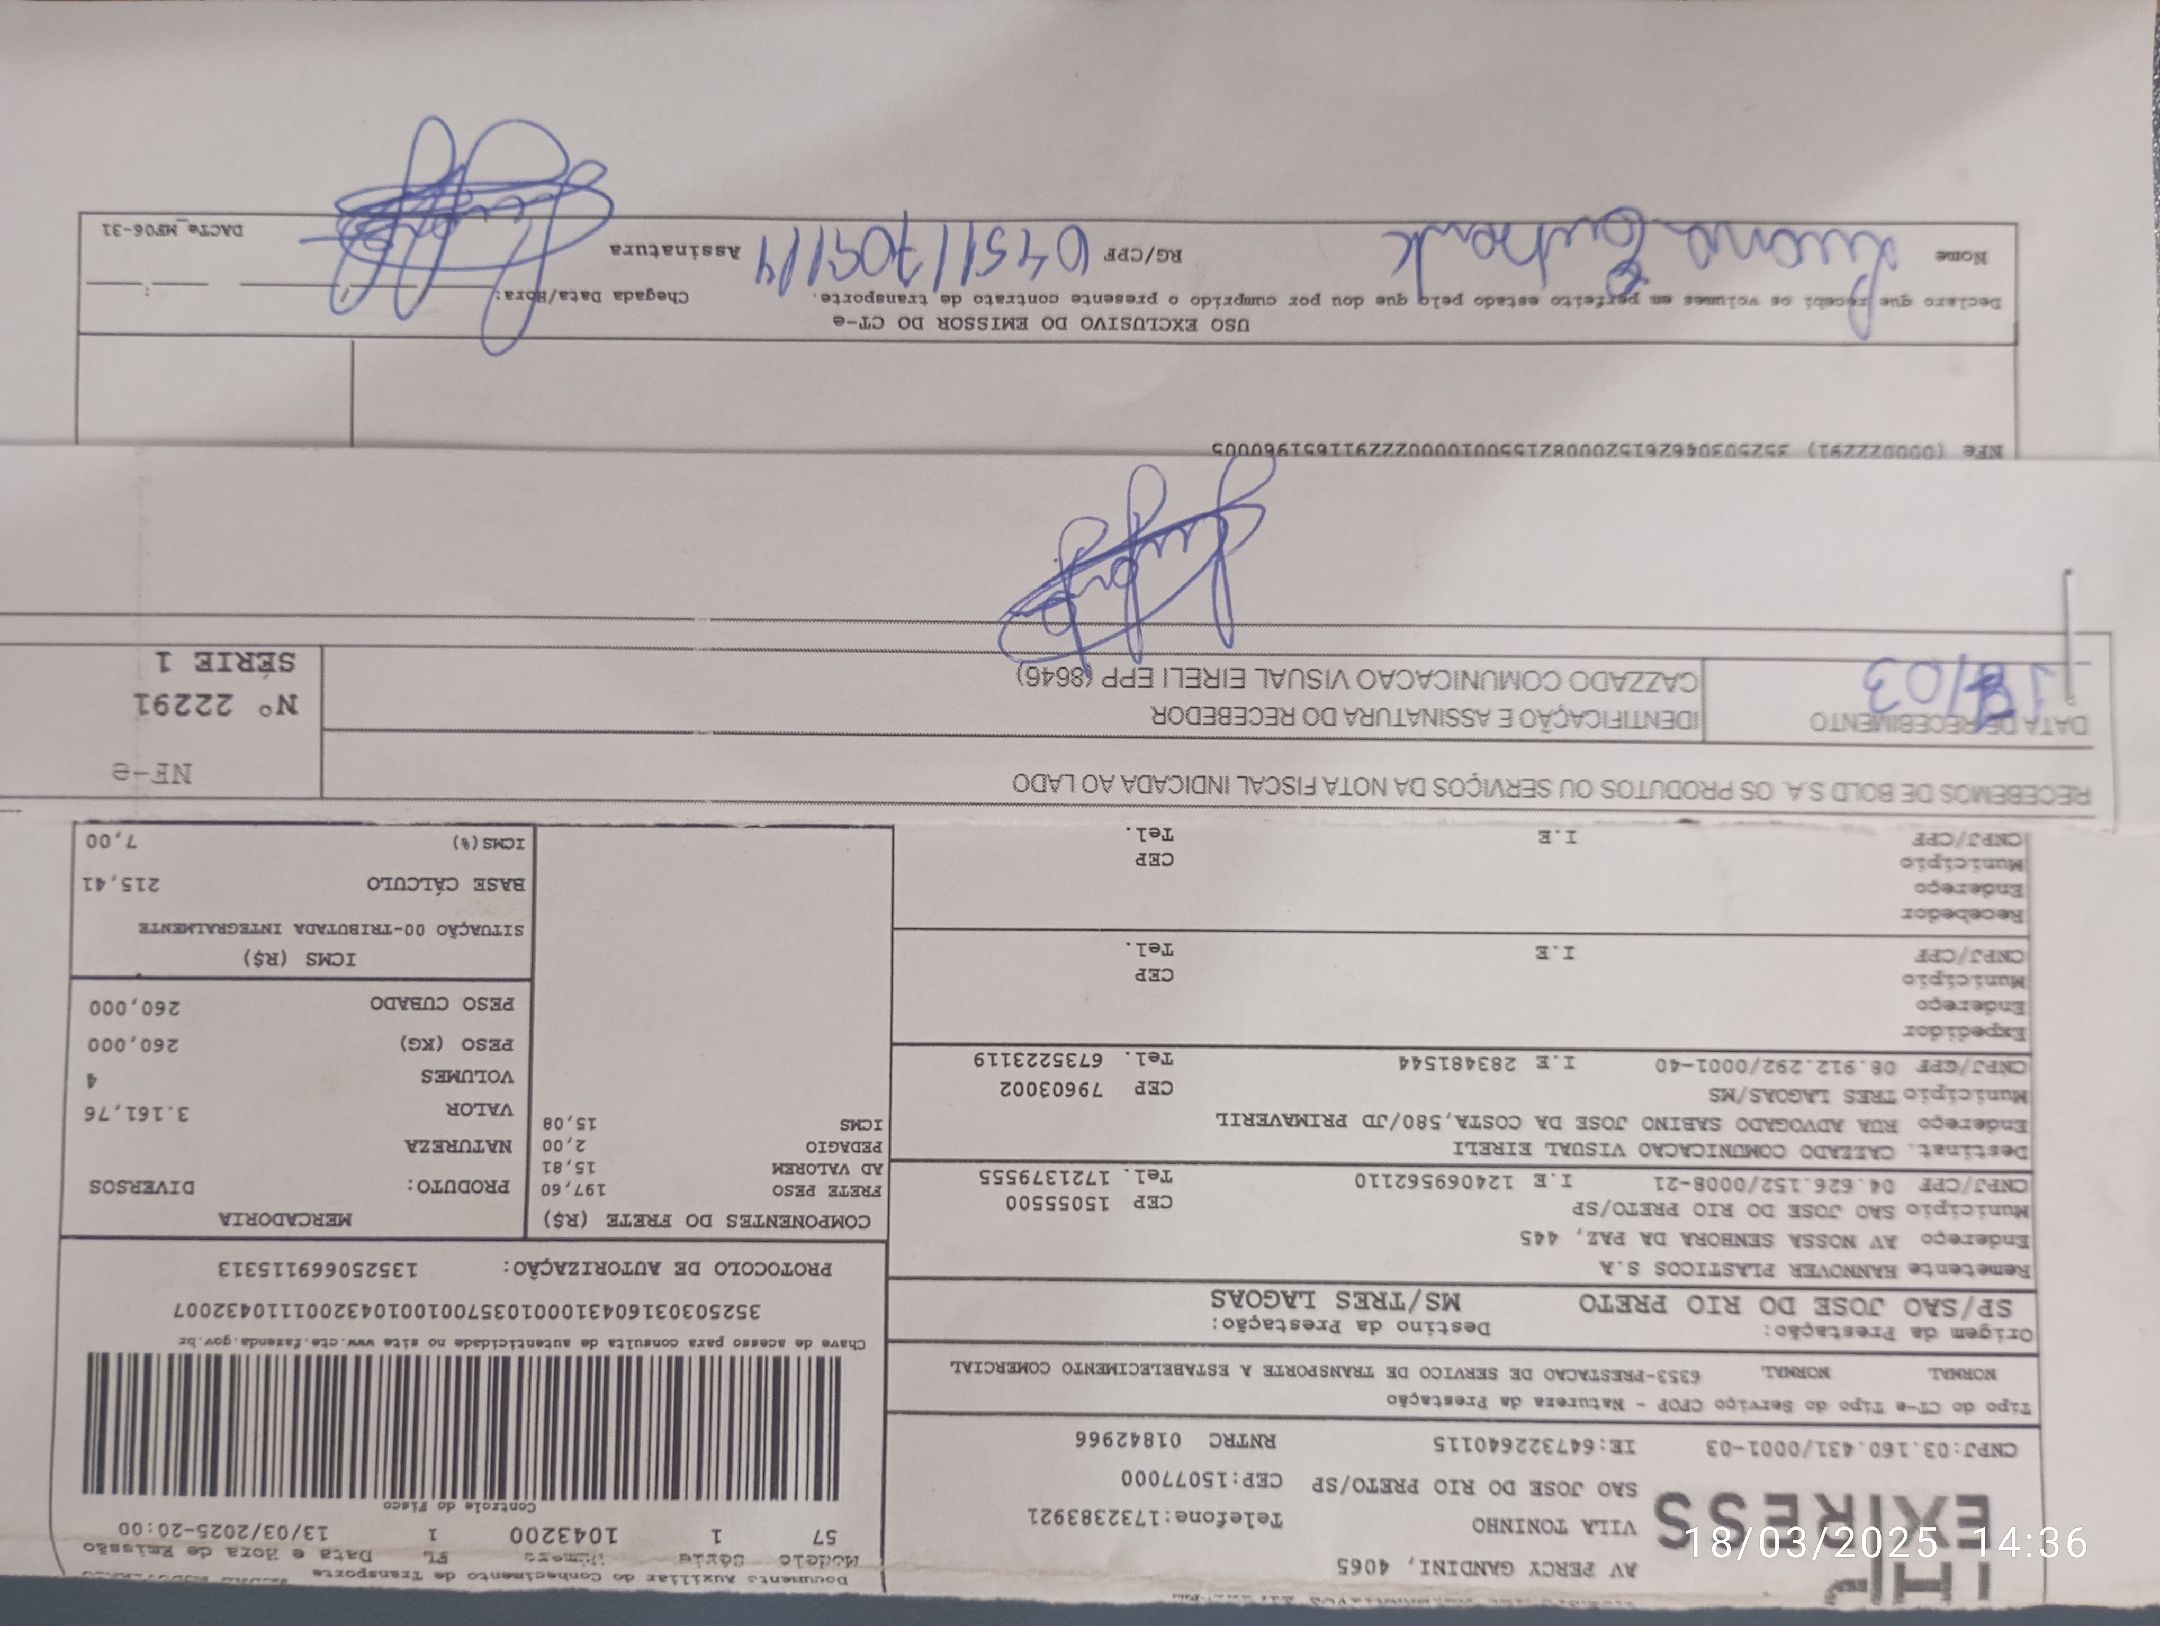 Documento Auxiliar do Conhecimento de Transporte
Modelo Série Número FL Data e Hora de Emissão
57 1 1043200 1 13/03/2025-20:00
Controle do Fisco
Chave de acesso para consulta de autenticidade no site www.cte.fazenda.gov.br
35250303160431000103570010010432001110432007
PROTOCOLO DE AUTORIZAÇÃO: 135250669115313
EXIRESS
AV PERCY GANDINI, 4065
VILA TONINHO Telefone:1732383921
SAO JOSE DO RIO PRETO/SP CEP:15077000
CNPJ:03.160.431/0001-03 IE:647322640115 RNTRC 01842966
Tipo do CT-e Tipo do Serviço CFOP - Natureza da Prestação
NORMAL NORMAL 6353-PRESTACAO DE SERVICO DE TRANSPORTE A ESTABELECIMENTO COMERCIAL
Origem da Prestação: Destino da Prestação:
SP/SAO JOSE DO RIO PRETO MS/TRES LAGOAS
Remetente HANNOVER PLASTICOS S.A
Endereço AV NOSSA SENHORA DA PAZ, 445
Município SAO JOSE DO RIO PRETO/SP CEP 15055500
CNPJ/CPF 04.626.152/0008-21 I.E 124069562110 Tel. 1721379555
Destinat. CAZZADO COMUNICACAO VISUAL EIRELI
Endereço RUA ADVOGADO SABINO JOSE DA COSTA,580/JD PRIMAVERIL
Município TRES LAGOAS/MS CEP 79603002
CNPJ/CPF 08.912.292/0001-40 I.E 283481544 Tel. 6735223119
Expedidor
Endereço
Município CEP
CNPJ/CPF I.E Tel.
Recebedor
Endereço
Município CEP
CNPJ/CPF I.E Tel.
COMPONENTES DO FRETE (R$)
FRETE PESO 197,60
AD VALOREM 15,81
PEDAGIO 2,00
ICMS 15,08
MERCADORIA
PRODUTO: DIVERSOS
NATUREZA
VALOR 3.161,76
VOLUMES 4
PESO (KG) 260,000
PESO CUBADO 260,000
ICMS (R$)
SITUAÇÃO 00-TRIBUTADA INTEGRALMENTE
BASE CÁLCULO 215,41
ICMS(%) 7,00
RECEBEMOS DE BOLD S.A. OS PRODUTOS OU SERVIÇOS DA NOTA FISCAL INDICADA AO LADO
NF-e
Nº 22291
SÉRIE 1
DATA DE RECEBIMENTO IDENTIFICAÇÃO E ASSINATURA DO RECEBEDOR
18/03 CAZZADO COMUNICACAO VISUAL EIRELI EPP (8646)
NFe (000022291) 35250304626152000821550010000222911651960005
USO EXCLUSIVO DO EMISSOR DO CT-e
Declaro que recebi os volumes em perfeito estado pelo que dou por cumprido o presente contrato de transporte. Chegada Data/Hora:
Nome RG/CPF Assinatura
DACTe_MF06-31
18/03/2025 14:36